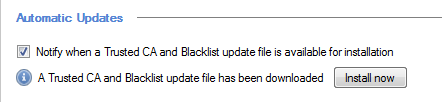 Automatic Updates
Notify when a Trusted CA and Blacklist update file is available for installation
A Trusted CA and Blacklist update file has been downloaded Install now